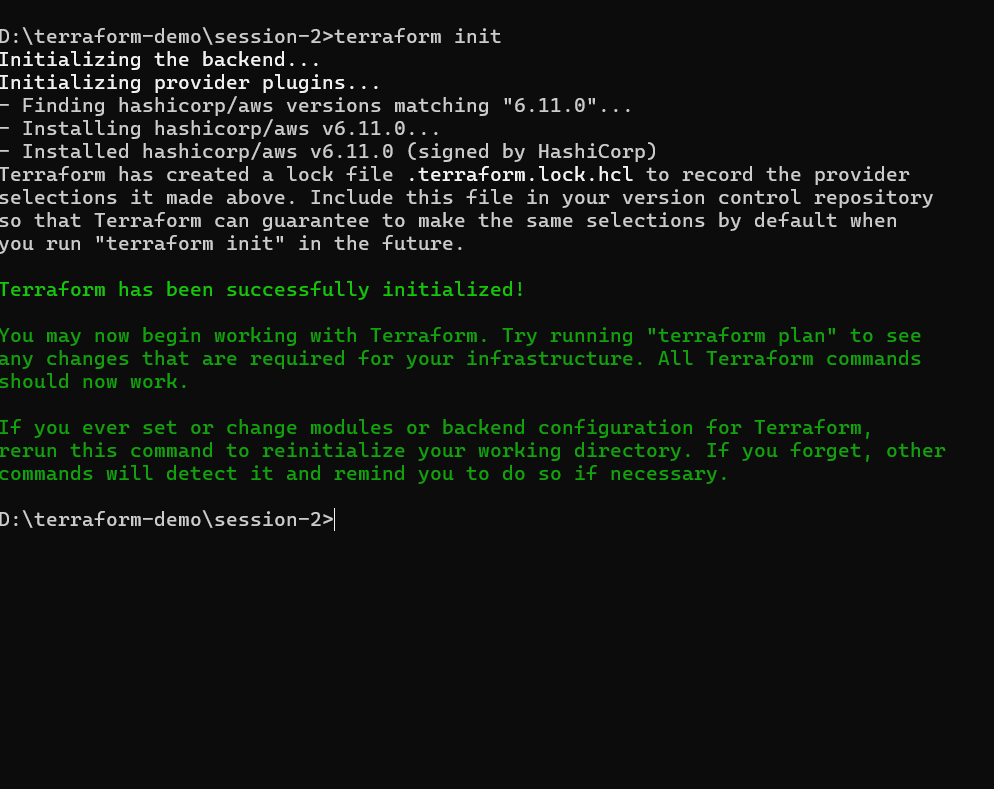 D:\terraform-demo\session-2>terraform init
Initializing the backend...
Initializing provider plugins...
- Finding hashicorp/aws versions matching "6.11.0"...
- Installing hashicorp/aws v6.11.0...
- Installed hashicorp/aws v6.11.0 (signed by HashiCorp)
Terraform has created a lock file .terraform.lock.hcl to record the provider
selections it made above. Include this file in your version control repository
so that Terraform can guarantee to make the same selections by default when
you run "terraform init" in the future.
Terraform has been successfully initialized!
You may now begin working with Terraform. Try running "terraform plan" to see
any changes that are required for your infrastructure. All Terraform commands
should now work.
If you ever set or change modules or backend configuration for Terraform,
rerun this command to reinitialize your working directory. If you forget, other
commands will detect it and remind you to do so if necessary.
D:\terraform-demo\session-2>